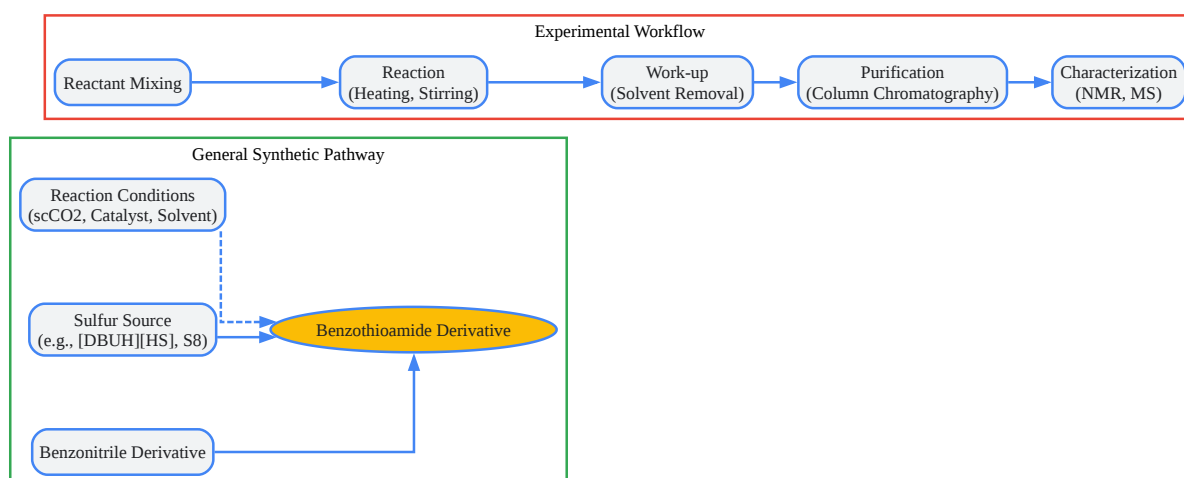 Experimental Workflow
Reactant Mixing
Reaction
(Heating, Stirring)
Work-up
(Solvent Removal)
Purification
(Column Chromatography)
Characterization
(NMR, MS)
General Synthetic Pathway
Reaction Conditions
(scCO2, Catalyst, Solvent)
Sulfur Source
(e.g., [DBUH][HS], S8)
Benzothioamide Derivative
Benzonitrile Derivative